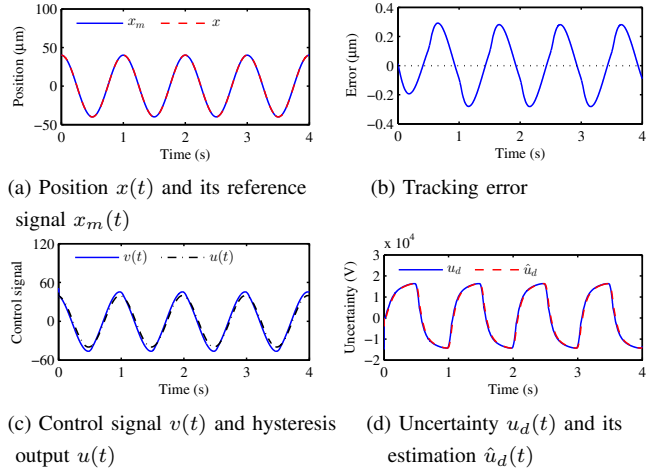 100
50
0
−50
Position (μm)
x_m
x
0 1 2 3 4
Time (s)
0.4
0.2
0
−0.2
−0.4
Error (μm)
0 1 2 3 4
Time (s)
(a) Position x(t) and its reference
signal x_m(t)
(b) Tracking error
120
60
0
−60
Control signal
v(t)
u(t)
0 1 2 3 4
Time (s)
x 10⁴
3
2
1
0
−1
−2
Uncertainty (V)
u_d
û_d
0 1 2 3 4
Time (s)
(c) Control signal v(t) and hysteresis
output u(t)
(d) Uncertainty u_d(t) and its
estimation û_d(t)